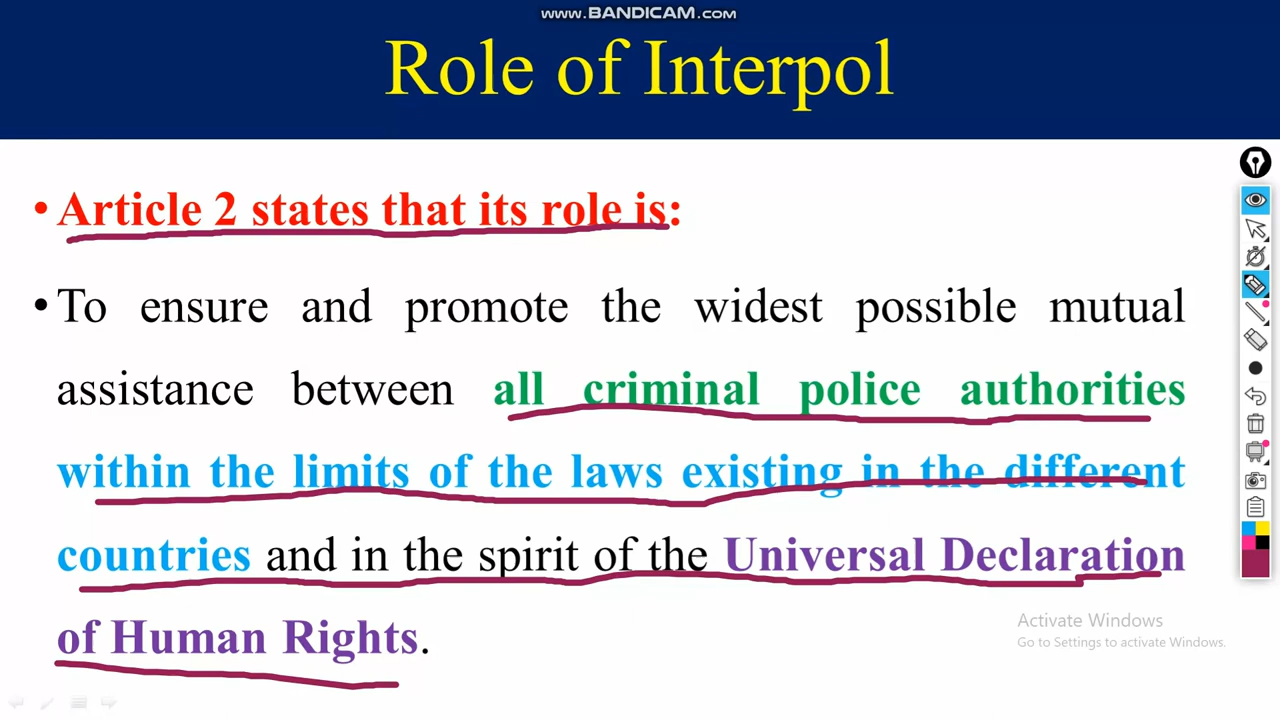 www.BANDICAM.com
Role of Interpol
• Article 2 states that its role is:
• To ensure and promote the widest possible mutual
assistance between all criminal police authorities
within the limits of the laws existing in the different
countries and in the spirit of the Universal Declaration
of Human Rights.
Activate Windows
Go to Settings to activate Windows.